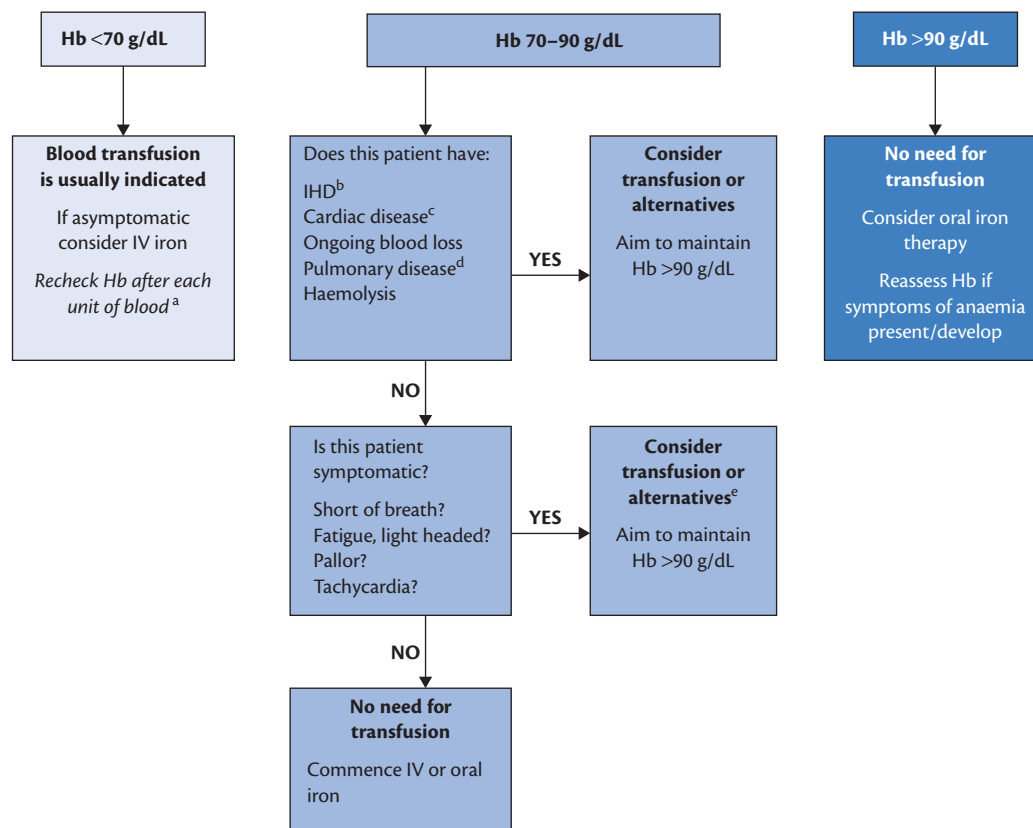 Hb <70 g/dL
Blood transfusion
is usually indicated
If asymptomatic
consider IV iron
Recheck Hb after each
unit of blood a
Hb 70–90 g/dL
Does this patient have:
IHDb
Cardiac diseasec
Ongoing blood loss
Pulmonary diseased
Haemolysis
YES
Consider
transfusion or
alternatives
Aim to maintain
Hb >90 g/dL
NO
Is this patient
symptomatic?
Short of breath?
Fatigue, light headed?
Pallor?
Tachycardia?
YES
Consider
transfusion or
alternativese
Aim to maintain
Hb >90 g/dL
NO
No need for
transfusion
Commence IV or oral
iron
Hb >90 g/dL
No need for
transfusion
Consider oral iron
therapy
Reassess Hb if
symptoms of anaemia
present/develop